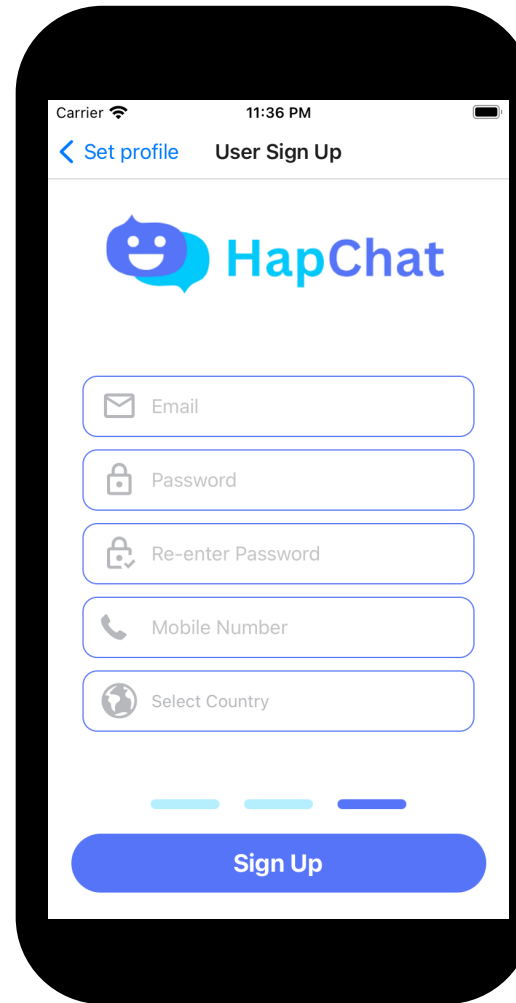 Carrier 11:36 PM
Set profile User Sign Up
HapChat
Email
Password
Re-enter Password
Mobile Number
Select Country
Sign Up